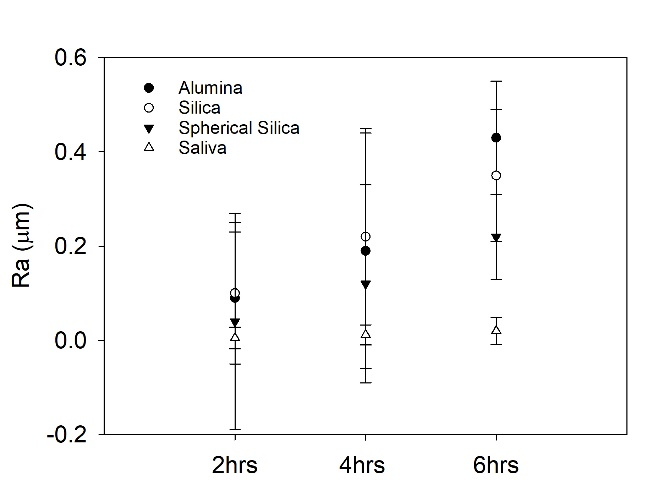 0.6
0.4
0.2
0.0
-0.2
Ra (μm)
Alumina
Silica
Spherical Silica
Saliva
2hrs
4hrs
6hrs